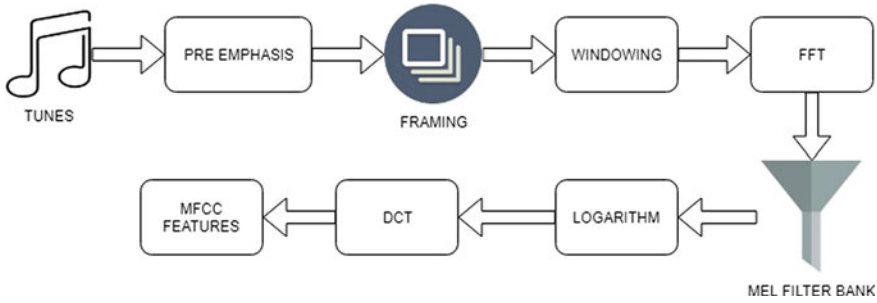 TUNES
PRE EMPHASIS
FRAMING
WINDOWING
FFT
MEL FILTER BANK
LOGARITHM
DCT
MFCC
FEATURES